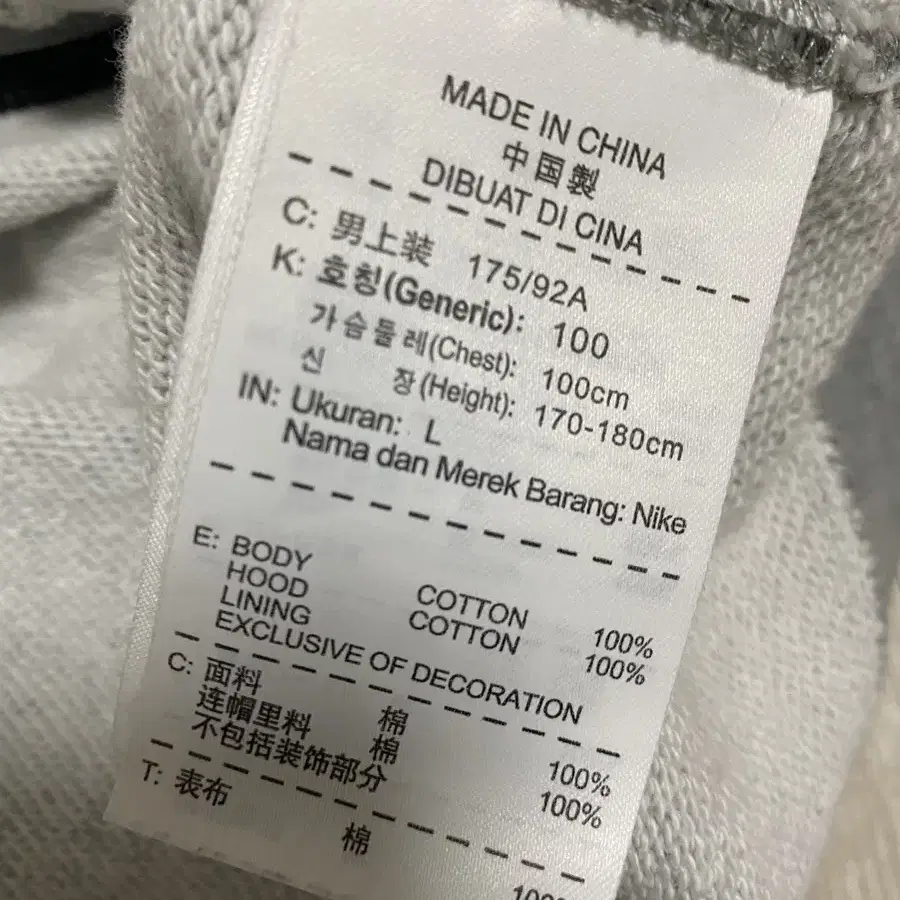 MADE IN CHINA
中国製
DIBUAT DI CINA
C: 男上装 175/92A
K: 호칭(Generic): 100
가슴둘레(Chest): 100cm
신 장(Height): 170-180cm
IN: Ukuran: L
Nama dan Merek Barang: Nike
E: BODY COTTON 100%
HOOD LINING COTTON 100%
EXCLUSIVE OF DECORATION
C: 面料 棉 100%
连帽里料 棉 100%
不包括装饰部分
T: 表布 棉